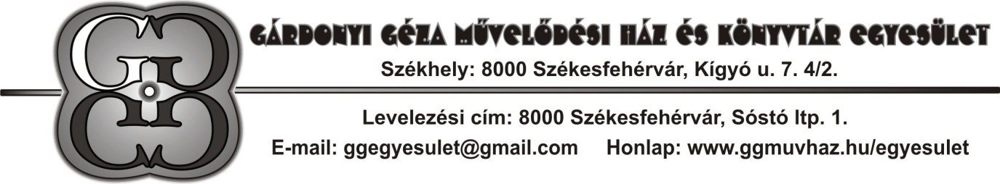 GÁRDONYI GÉZA MŰVELŐDÉSI HÁZ ÉS KÖNYVTÁR EGYESÜLET
Székhely: 8000 Székesfehérvár, Kígyó u. 7. 4/2.
Levelezési cím: 8000 Székesfehérvár, Sóstó ltp. 1.
E-mail: ggegyesulet@gmail.com Honlap: www.ggmuvhaz.hu/egyesulet